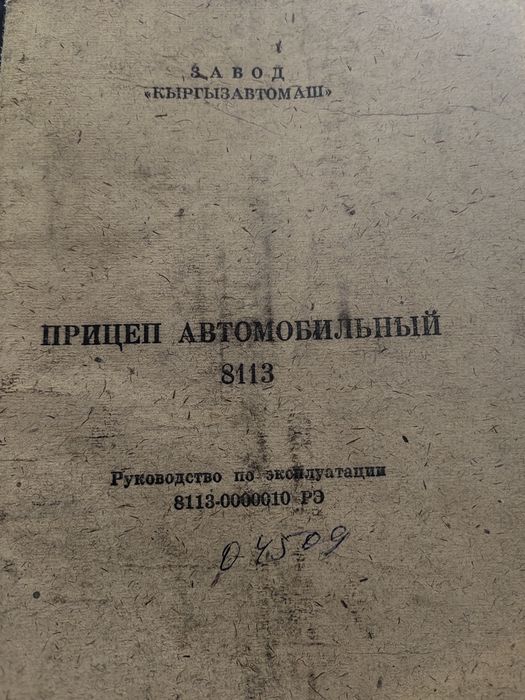 ЗАВОД
«КЫРГЫЗАВТОМАШ»
ПРИЦЕП АВТОМОБИЛЬНЫЙ
8113
Руководство по эксплуатации
8113-0000010 РЭ
04509